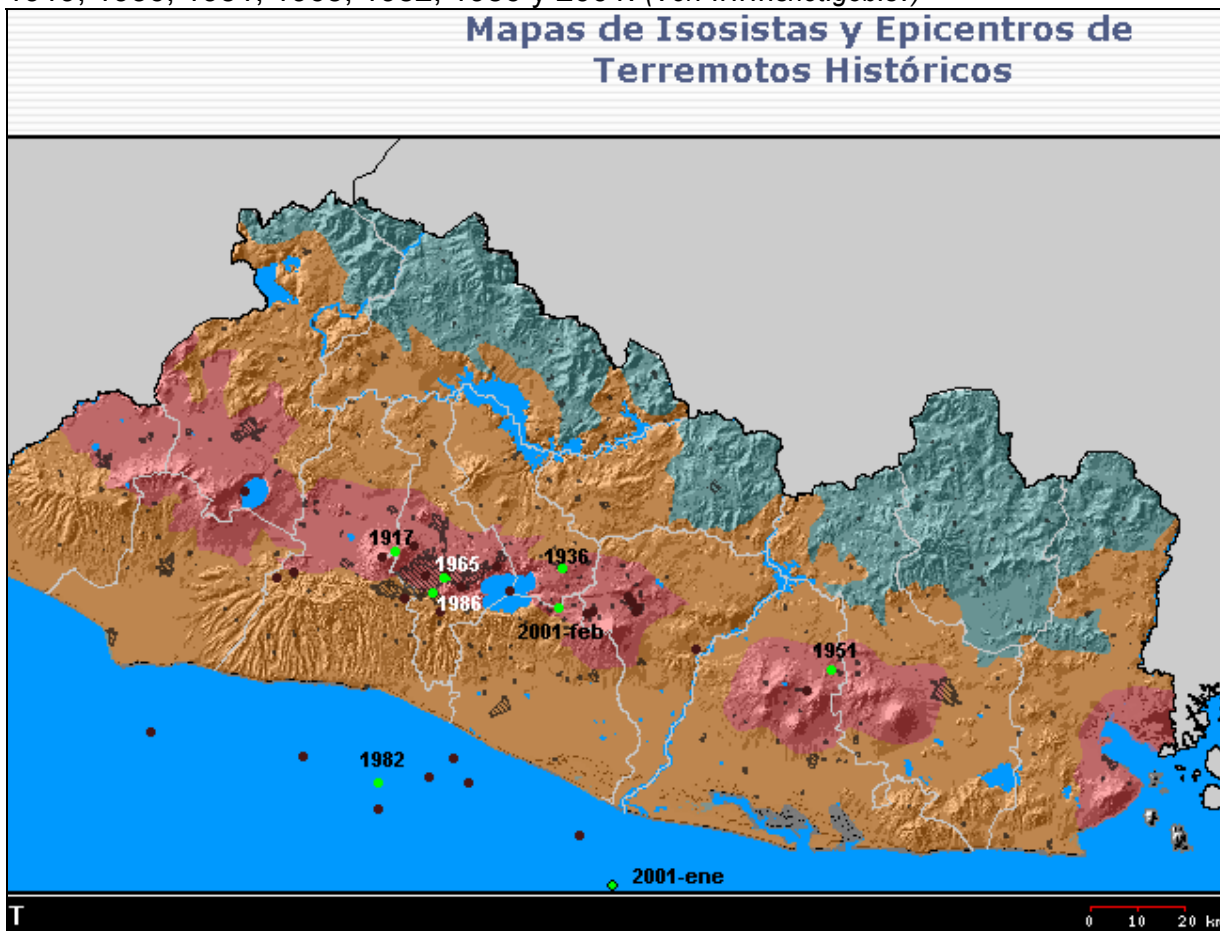 Mapas de Isosistas y Epicentros de
Terremotos Históricos
1917
1965
1936
1986
2001-feb
1951
1982
2001-ene
T
0 10 20 km